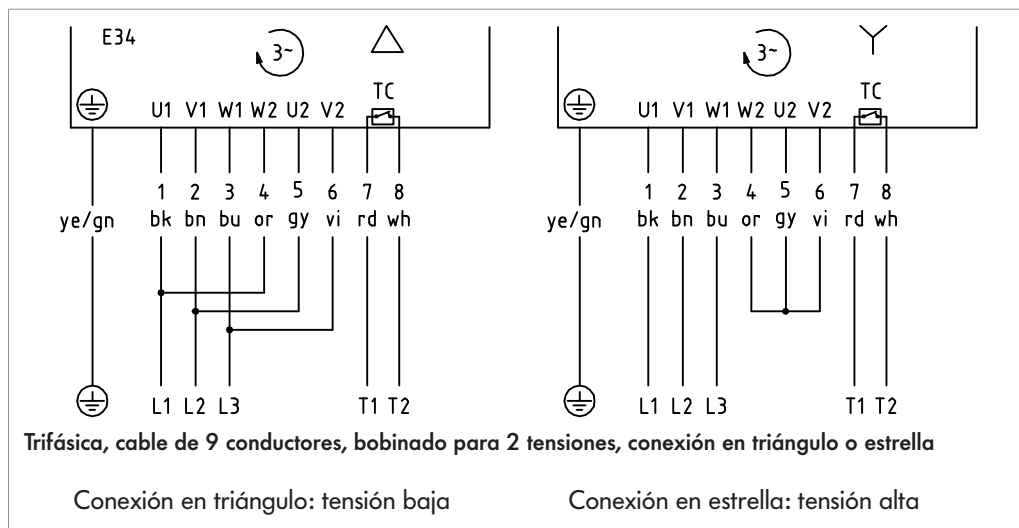 E34 3~ 3~
TC TC
U1 V1 W1 W2 U2 V2 U1 V1 W1 W2 U2 V2
1 2 3 4 5 6 7 8 1 2 3 4 5 6 7 8
ye/gn bk bn bu or gy vi rd wh ye/gn bk bn bu or gy vi rd wh
L1 L2 L3 T1 T2 L1 L2 L3 T1 T2
Trifásica, cable de 9 conductores, bobinado para 2 tensiones, conexión en triángulo o estrella
Conexión en triángulo: tensión baja Conexión en estrella: tensión alta